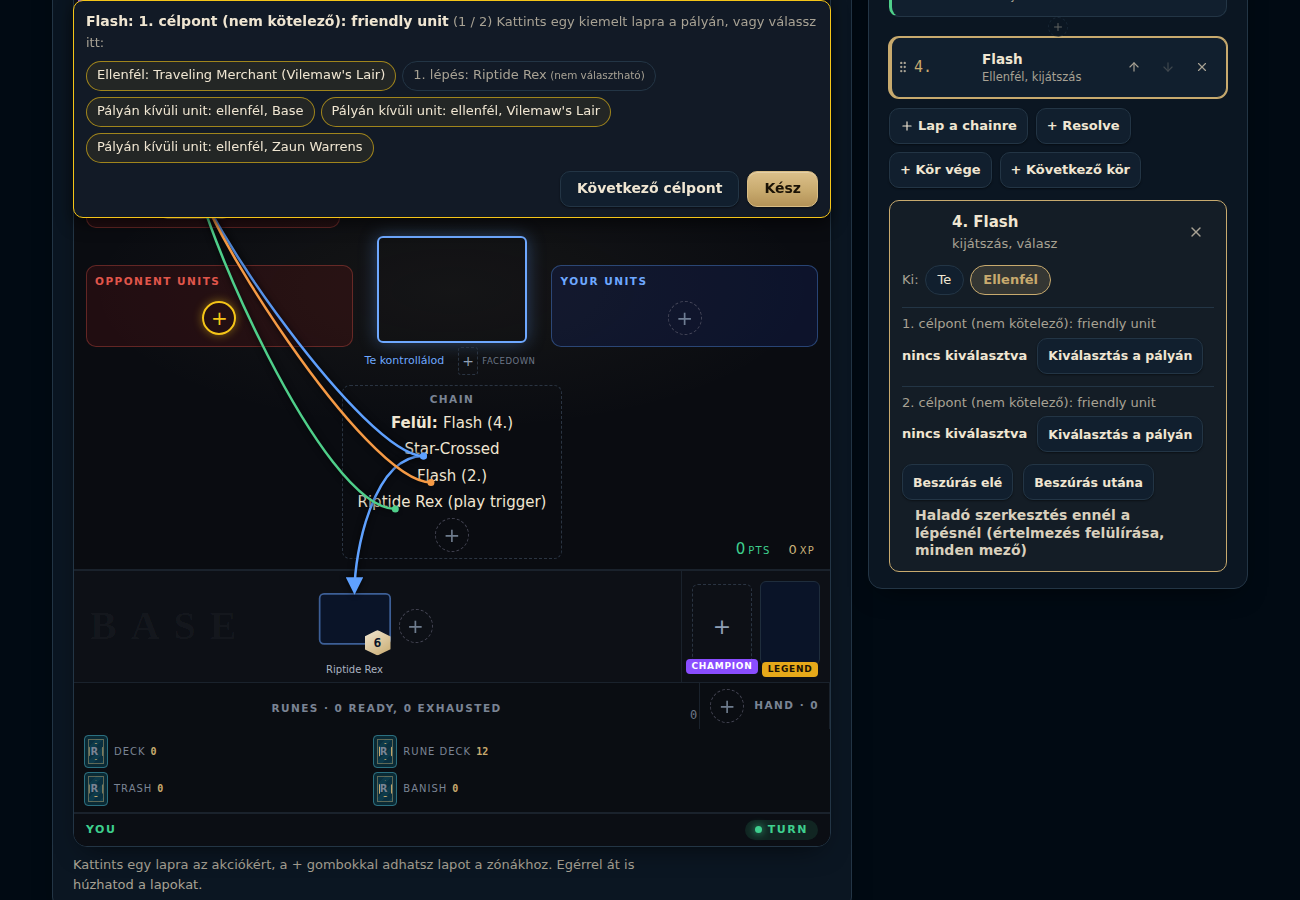 Flash: 1. célpont (nem kötelező): friendly unit (1 / 2) Kattints egy kiemelt lapra a pályán, vagy válassz
itt:
Ellenfél: Traveling Merchant (Vilemaw's Lair)
1. lépés: Riptide Rex (nem választható)
Pályán kívüli unit: ellenfél, Base
Pályán kívüli unit: ellenfél, Vilemaw's Lair
Pályán kívüli unit: ellenfél, Zaun Warrens
Következő célpont
Kész
OPPONENT UNITS
+
YOUR UNITS
+
Te kontrollálod
+ FACEDOWN
CHAIN
Felül: Flash (4.)
Star-Crossed
Flash (2.)
Riptide Rex (play trigger)
+
0 PTS 0 XP
BASE
6
+
Riptide Rex
+
CHAMPION
LEGEND
RUNES · 0 READY, 0 EXHAUSTED
0
+
HAND · 0
DECK 0
RUNE DECK 12
TRASH 0
BANISH 0
YOU
TURN
Kattints egy lapra az akciókért, a + gombokkal adhatsz lapot a zónákhoz. Egérrel át is
húzhatod a lapokat.
+
4.
Flash
Ellenfél, kijátszás
↑ ↓ ×
+ Lap a chainre
+ Resolve
+ Kör vége
+ Következő kör
4. Flash
kijátszás, válasz
×
Ki: Te Ellenfél
1. célpont (nem kötelező): friendly unit
nincs kiválasztva Kiválasztás a pályán
2. célpont (nem kötelező): friendly unit
nincs kiválasztva Kiválasztás a pályán
Beszúrás elé
Beszúrás utána
Haladó szerkesztés ennél a
lépésnél (értelmezés felülírása,
minden mező)